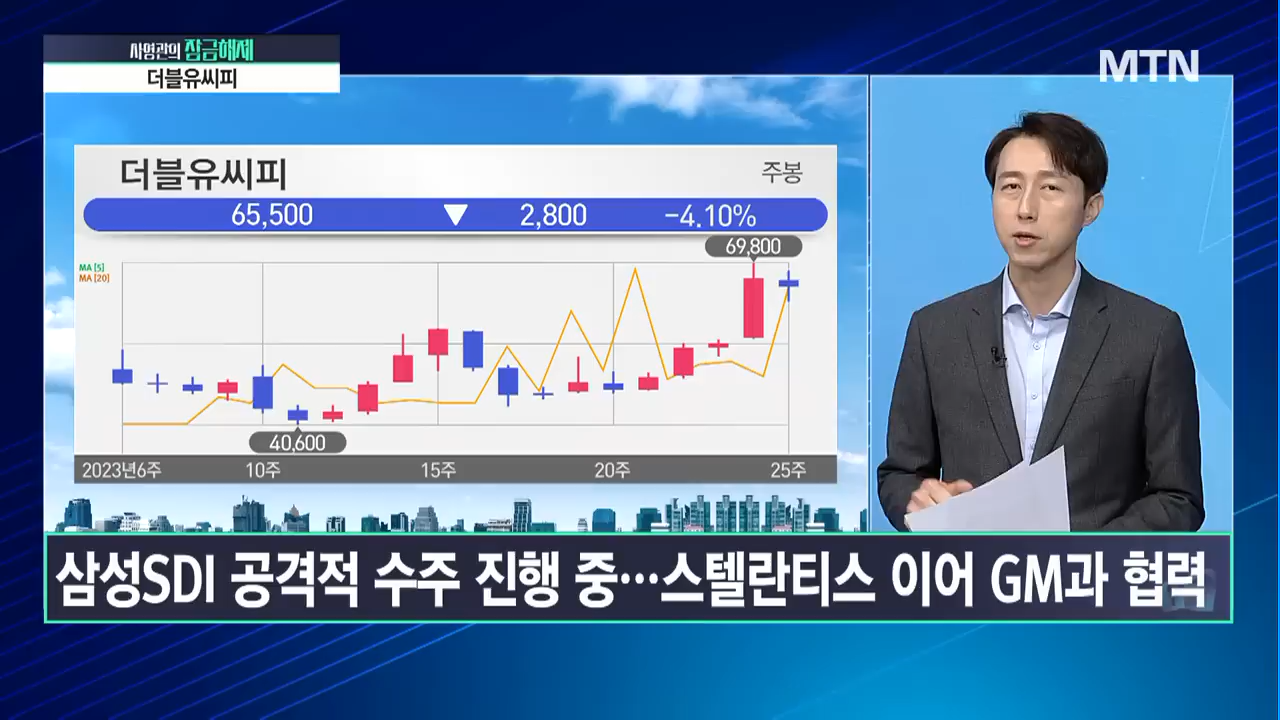 사영관의 잠금해제
더블유씨피
MTN
더블유씨피
주봉
65,500 ▼ 2,800 -4.10%
69,800
MA [5]
MA [20]
40,600
2023년6주 10주 15주 20주 25주
삼성SDI 공격적 수주 진행 중…스텔란티스 이어 GM과 협력